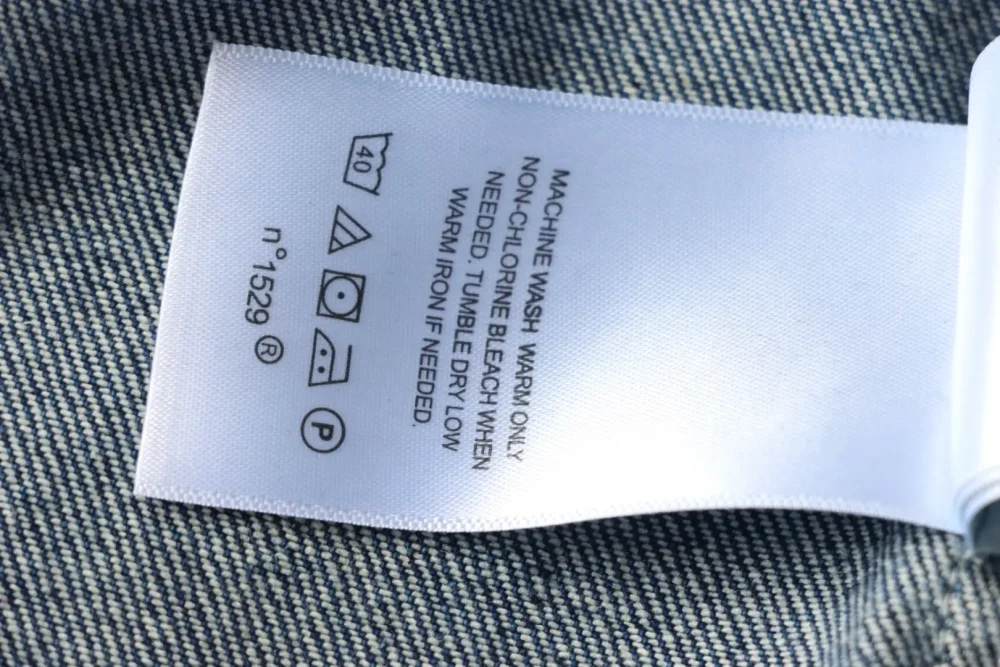 MACHINE WASH WARM ONLY
NON-CHLORINE BLEACH WHEN
NEEDED. TUMBLE DRY LOW
WARM IRON IF NEEDED.
40
P
n°1529®